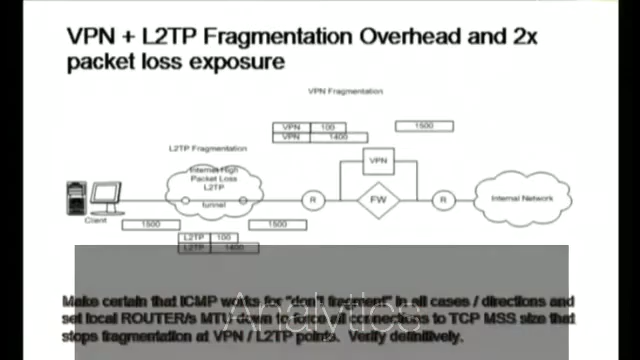 VPN + L2TP Fragmentation Overhead and 2x
packet loss exposure
VPN Fragmentation
VPN 100
VPN 1400
1500
L2TP Fragmentation
Internet High
Packet Loss
L2TP
tunnel
VPN
R
FW
R
Internal Network
Client
1500
1500
L2TP 100
L2TP 1400
Make certain that ICMP works for "don't fragment" in all cases / directions and
set local ROUTER/s MTU down to force all connections to TCP MSS size that
stops fragmentation at VPN / L2TP points. Verify definitively.
Analytice